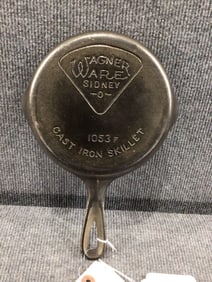 WAGNER
WARE
SIDNEY
-O-
1053 P
CAST IRON SKILLET